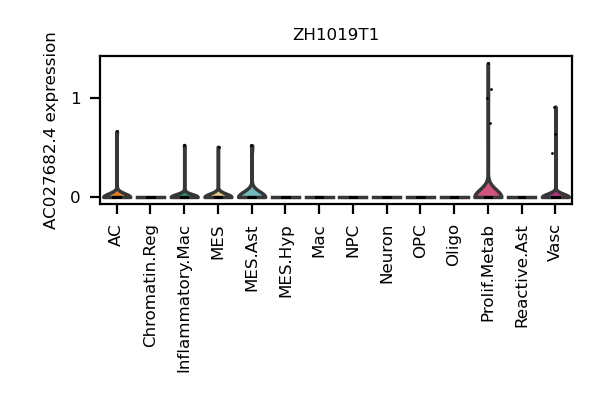 ZH1019T1
AC027682.4 expression
1
0
AC
Chromatin.Reg
Inflammatory.Mac
MES
MES.Ast
MES.Hyp
Mac
NPC
Neuron
OPC
Oligo
Prolif.Metab
Reactive.Ast
Vasc